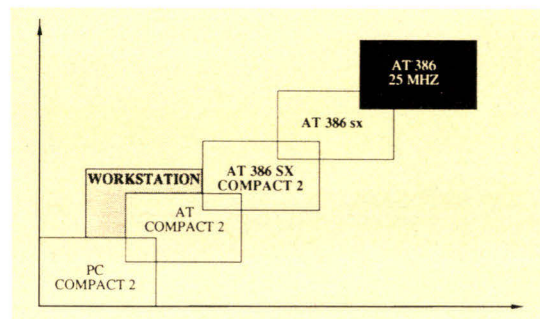 AT 386
25 MHZ
AT 386 sx
AT 386 SX
COMPACT 2
WORKSTATION
AT
COMPACT 2
PC
COMPACT 2